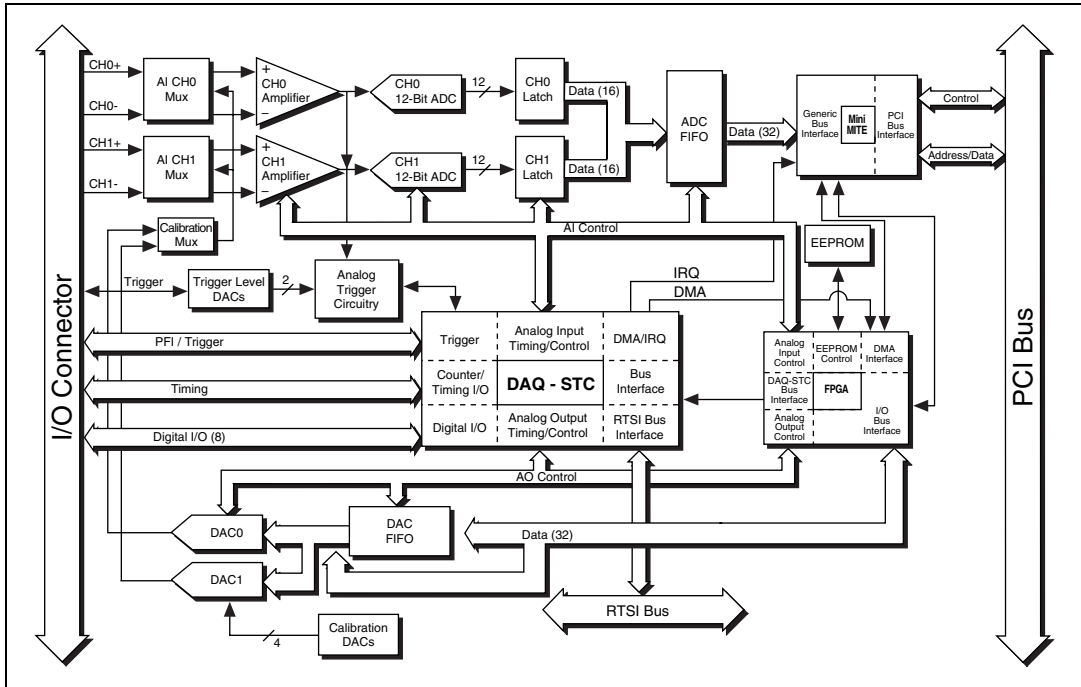 I/O Connector
CH0+
CH0-
CH1+
CH1-
AI CH0
Mux
AI CH1
Mux
+
CH0
Amplifier
–
+
CH1
Amplifier
–
CH0
12-Bit ADC
CH1
12-Bit ADC
12
12
CH0
Latch
CH1
Latch
Data (16)
Data (16)
ADC
FIFO
Data (32)
Generic
Bus
Interface
Mini
MITE
PCI
Bus
Interface
Control
Address/Data
PCI Bus
Calibration
Mux
AI Control
EEPROM
Trigger
Trigger Level
DACs
2
Analog
Trigger
Circuitry
IRQ
DMA
PFI / Trigger
Timing
Digital I/O (8)
Trigger
Analog Input
Timing/Control
DMA/IRQ
Counter/
Timing I/O
DAQ - STC
Bus
Interface
Digital I/O
Analog Output
Timing/Control
RTSI Bus
Interface
Analog
Input
Control
EEPROM
Control
DMA
Interface
DAQ-STC
Bus
Interface
FPGA
Analog
Output
Control
I/O
Bus
Interface
AO Control
DAC0
DAC
FIFO
Data (32)
DAC1
4
Calibration
DACs
RTSI Bus